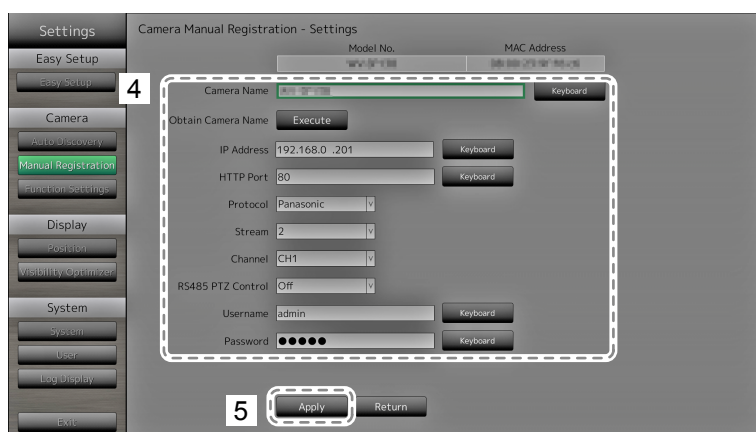 Settings
Camera Manual Registration - Settings
Model No. MAC Address
Easy Setup
Easy Setup
4
Camera Name Keyboard
Camera
Obtain Camera Name Execute
Auto Discovery
IP Address 192.168.0 .201 Keyboard
Manual Registration
HTTP Port 80 Keyboard
Function Settings
Protocol Panasonic
Display
Stream 2
Position
Channel CH1
Visibility Optimizer
RS485 PTZ Control Off
System
Username admin Keyboard
System
Password ●●●●● Keyboard
User
Log Display
5
Apply Return
Exit